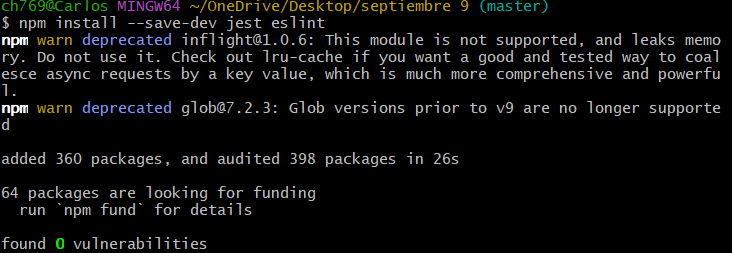 ch769@Carlos MINGW64 ~/OneDrive/Desktop/septiembre 9 (master)
$ npm install --save-dev jest eslint
npm warn deprecated inflight@1.0.6: This module is not supported, and leaks memo
ry. Do not use it. Check out lru-cache if you want a good and tested way to coal
esce async requests by a key value, which is much more comprehensive and powerfu
l.
npm warn deprecated glob@7.2.3: Glob versions prior to v9 are no longer supporte
d
added 360 packages, and audited 398 packages in 26s
64 packages are looking for funding
  run `npm fund` for details
found 0 vulnerabilities